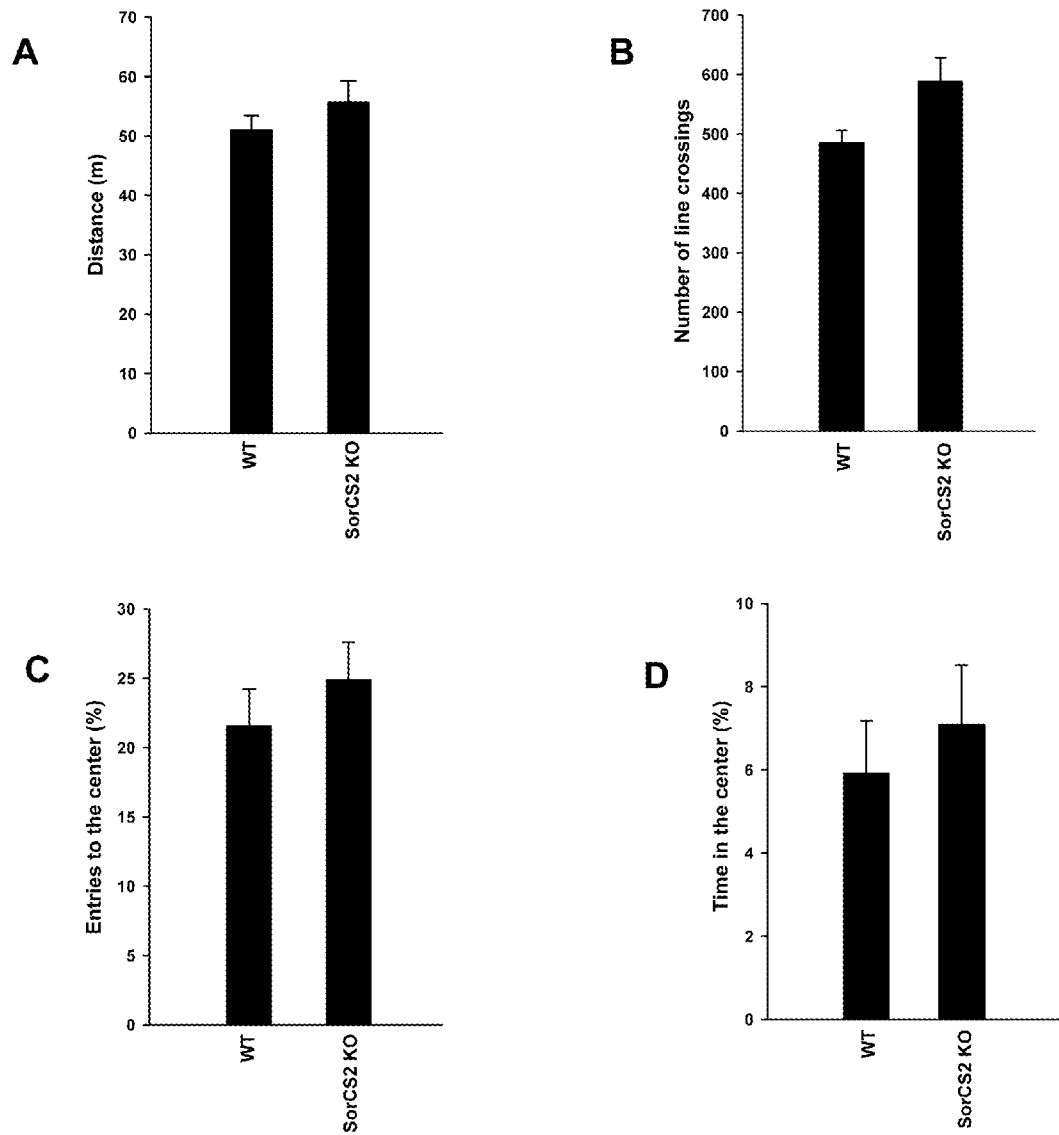 A
Distance (m)
70
60
50
40
30
20
10
0
WT
SorCS2 KO
B
Number of line crossings
700
600
500
400
300
200
100
0
WT
SorCS2 KO
C
Entries to the center (%)
30
25
20
15
10
5
0
WT
SorCS2 KO
D
Time in the center (%)
10
8
6
4
2
0
WT
SorCS2 KO